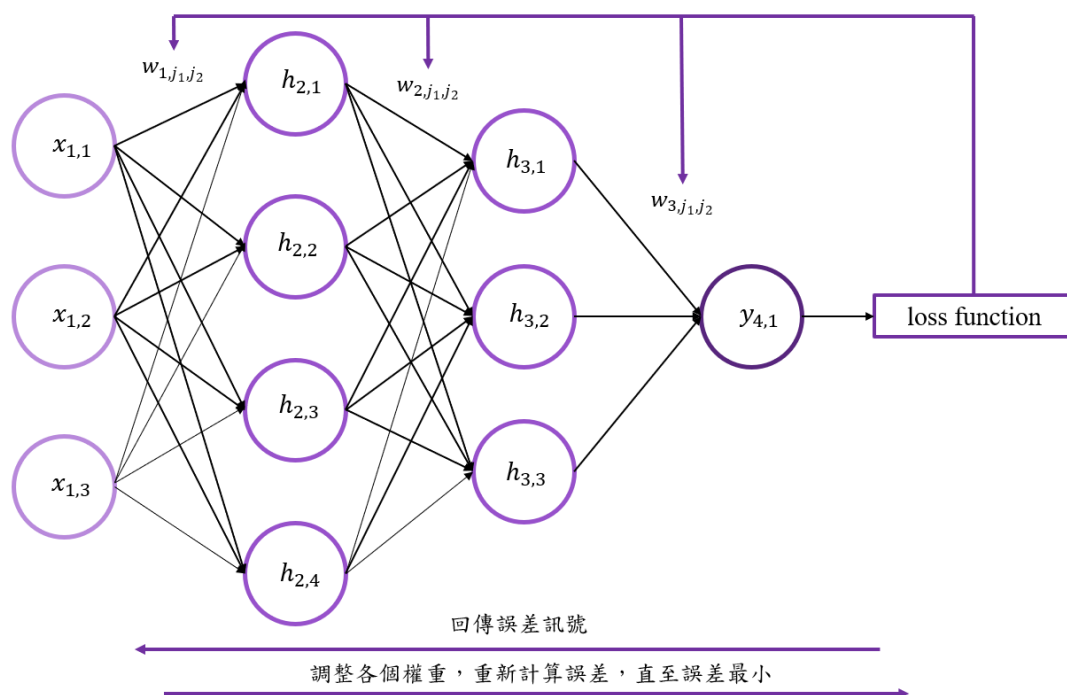 w₁,ⱼ₁,ⱼ₂
w₂,ⱼ₁,ⱼ₂
w₃,ⱼ₁,ⱼ₂
x₁,₁
x₁,₂
x₁,₃
h₂,₁
h₂,₂
h₂,₃
h₂,₄
h₃,₁
h₃,₂
h₃,₃
y₄,₁
loss function
回傳誤差訊號
調整各個權重，重新計算誤差，直至誤差最小